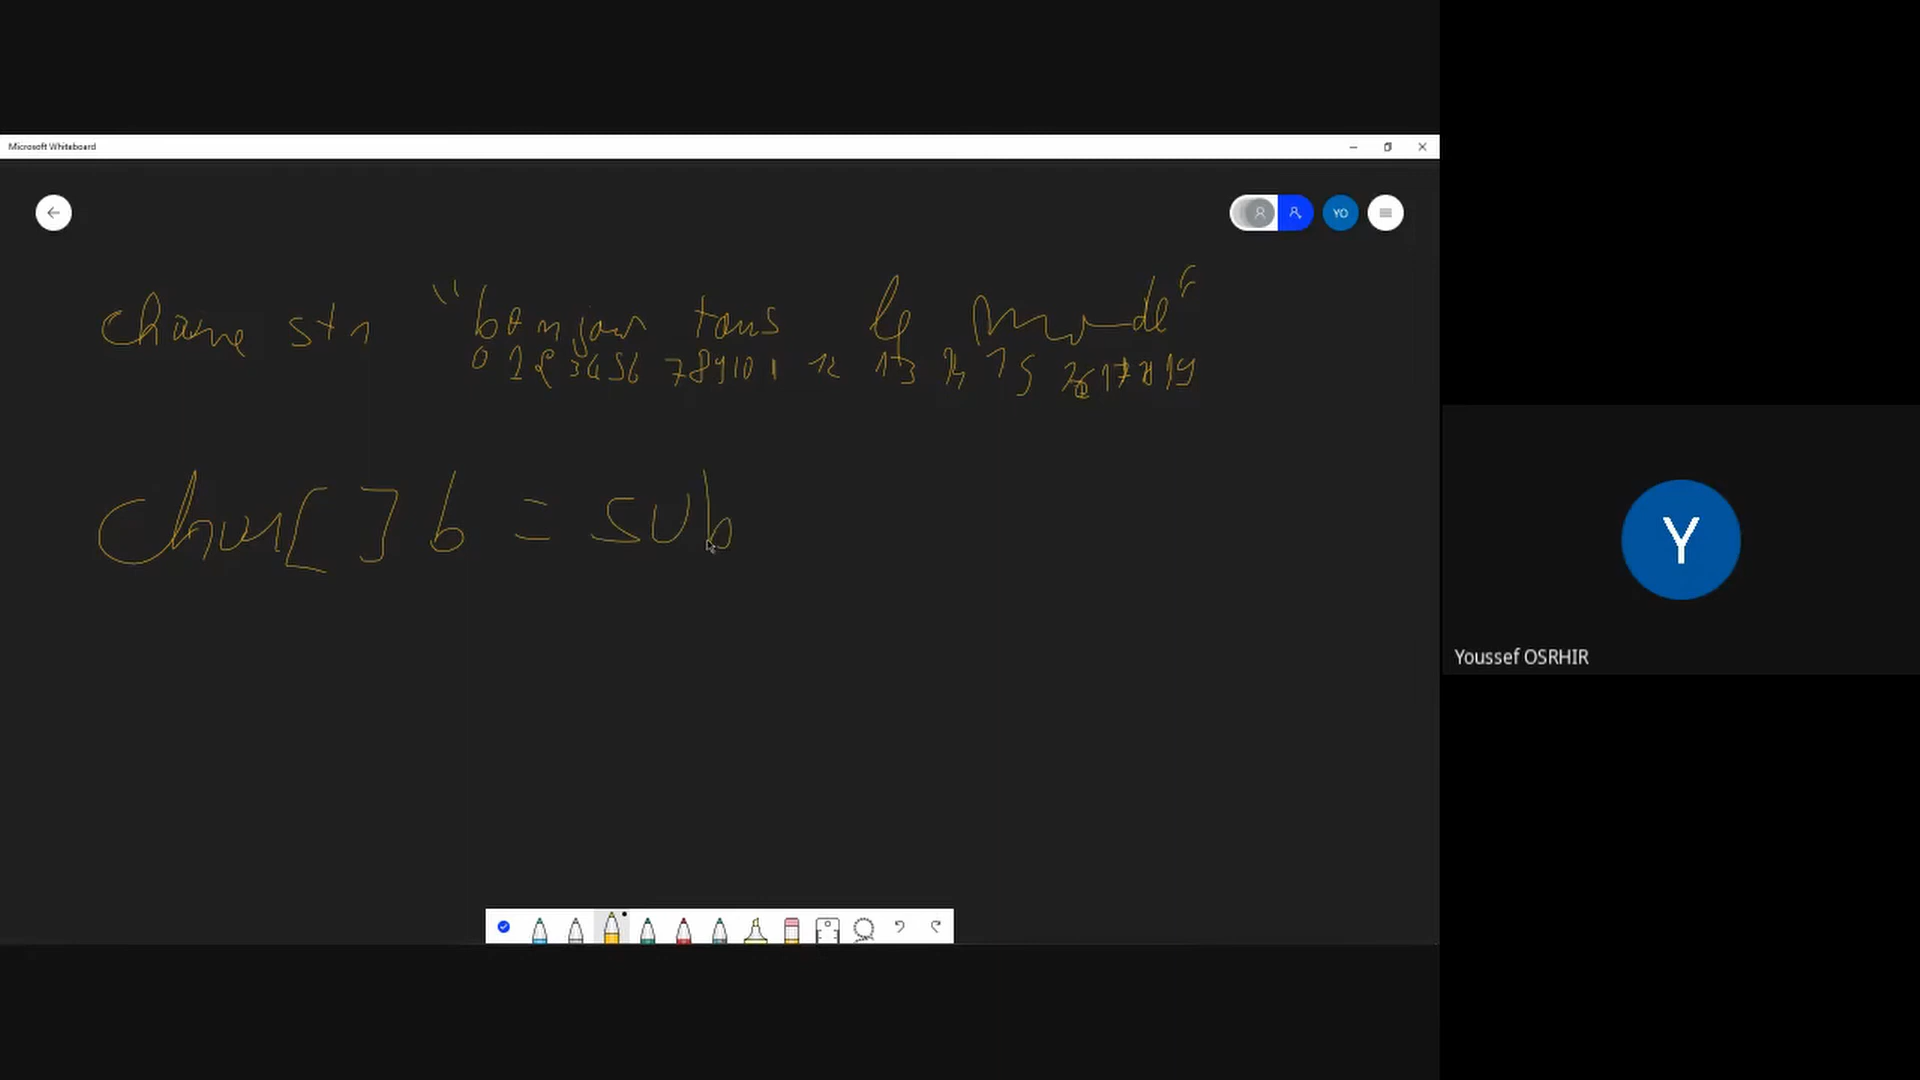 Microsoft Whiteboard
YO
chaine str "bonjour tous le monde"
0 1 2 3 4 5 6 7 8 9 10 1 12 13 14 15 16 17 18 19
char[] b = sub
Y
Youssef OSRHIR